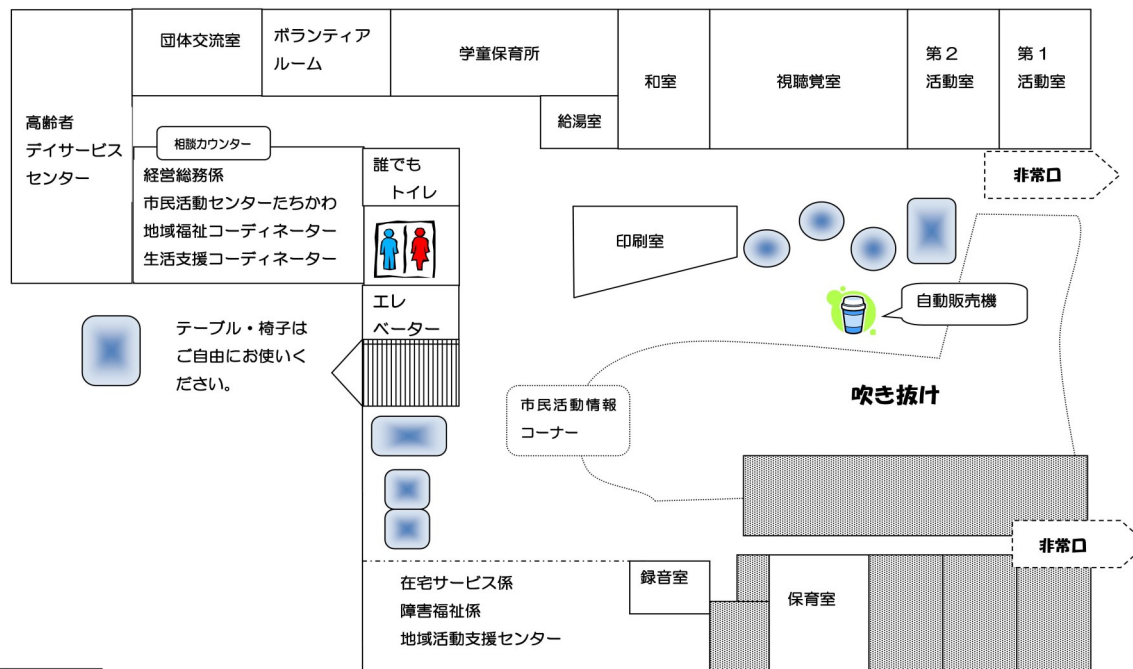 団体交流室
ボランティア
ルーム
学童保育所
和室
視聴覚室
第２
活動室
第１
活動室
高齢者
デイサービス
センター
給湯室
相談カウンター
経営総務係
市民活動センターたちかわ
地域福祉コーディネーター
生活支援コーディネーター
誰でも
トイレ
非常口
印刷室
自動販売機
エレ
ベーター
テーブル・椅子は
ご自由にお使いく
ださい。
吹き抜け
市民活動情報
コーナー
非常口
在宅サービス係
障害福祉係
地域活動支援センター
録音室
保育室